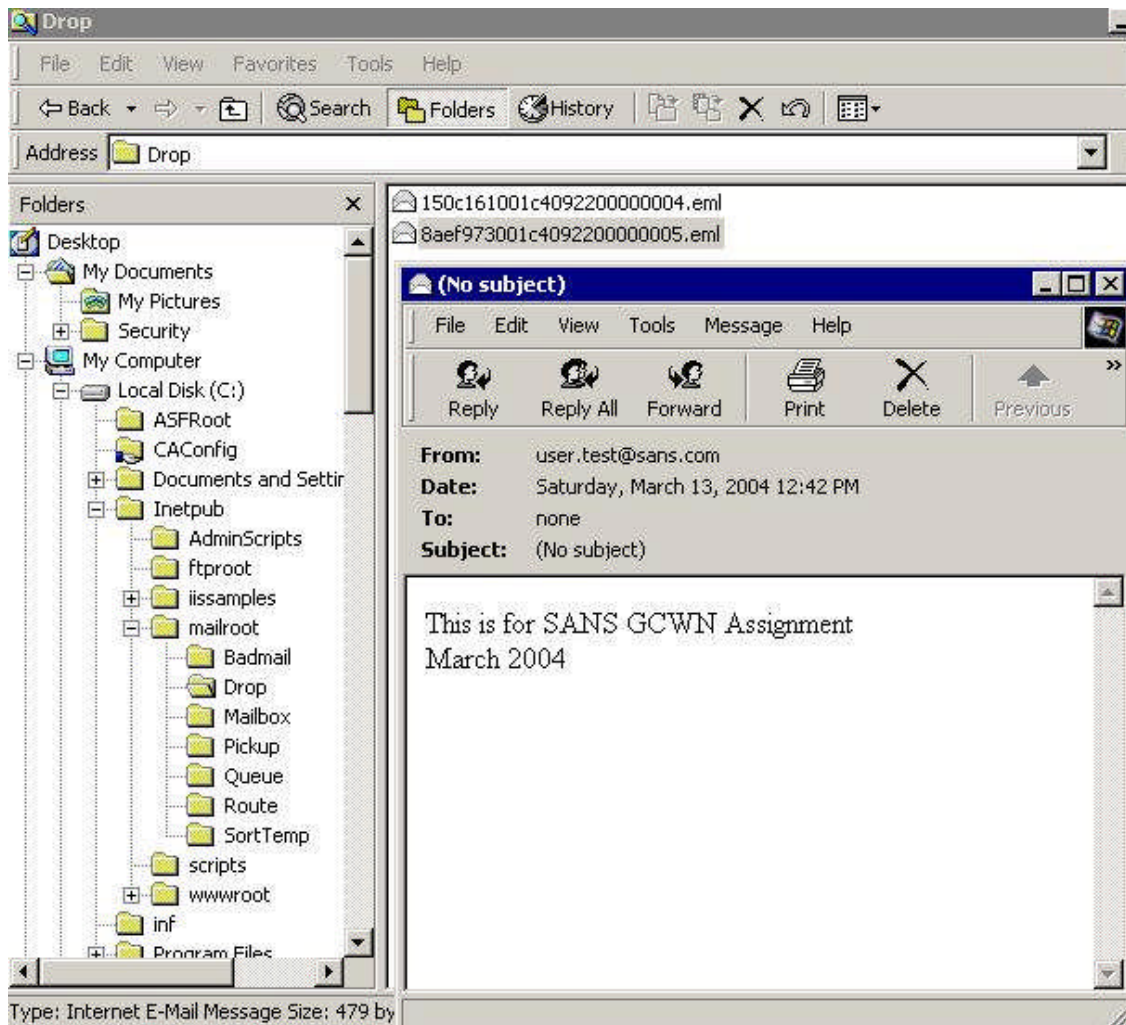 Drop
File Edit View Favorites Tools Help
Back Search Folders History
Address Drop
Folders
Desktop
My Documents
My Pictures
Security
My Computer
Local Disk (C:)
ASFRoot
CAConfig
Documents and Settir
Inetpub
AdminScripts
ftproot
iissamples
mailroot
Badmail
Drop
Mailbox
Pickup
Queue
Route
SortTemp
scripts
wwwroot
inf
Program Files
Type: Internet E-Mail Message Size: 479 by
150c161001c4092200000004.eml
8aef973001c4092200000005.eml
(No subject)
File Edit View Tools Message Help
Reply Reply All Forward Print Delete Previous
From: user.test@sans.com
Date: Saturday, March 13, 2004 12:42 PM
To: none
Subject: (No subject)
This is for SANS GCWN Assignment
March 2004